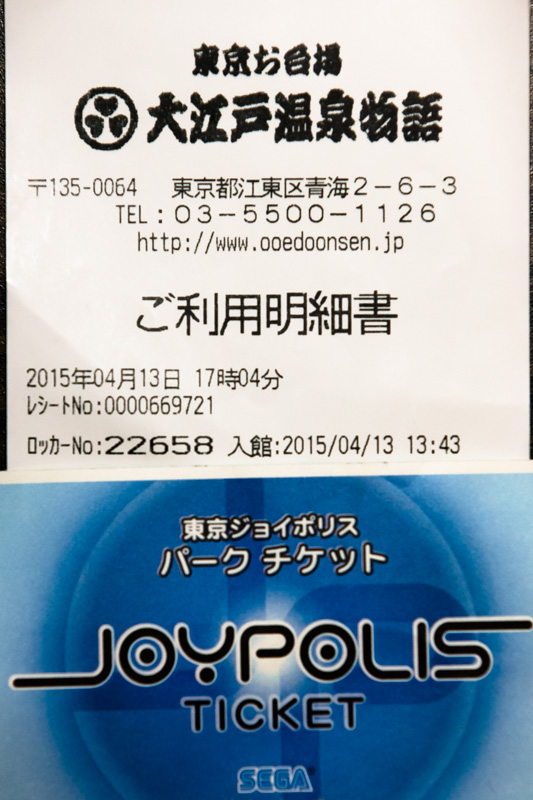 東京お台場
大江戸温泉物語
〒135-0064 東京都江東区青海2-6-3
TEL:03-5500-1126
http://www.ooedoonsen.jp
ご利用明細書
2015年04月13日 17時04分
ﾚｼｰﾄNo:0000669721
ﾛｯｶｰNo:22658 入館:2015/04/13 13:43
東京ジョイポリス
パーク チケット
JOYPOLIS
TICKET
SEGA®